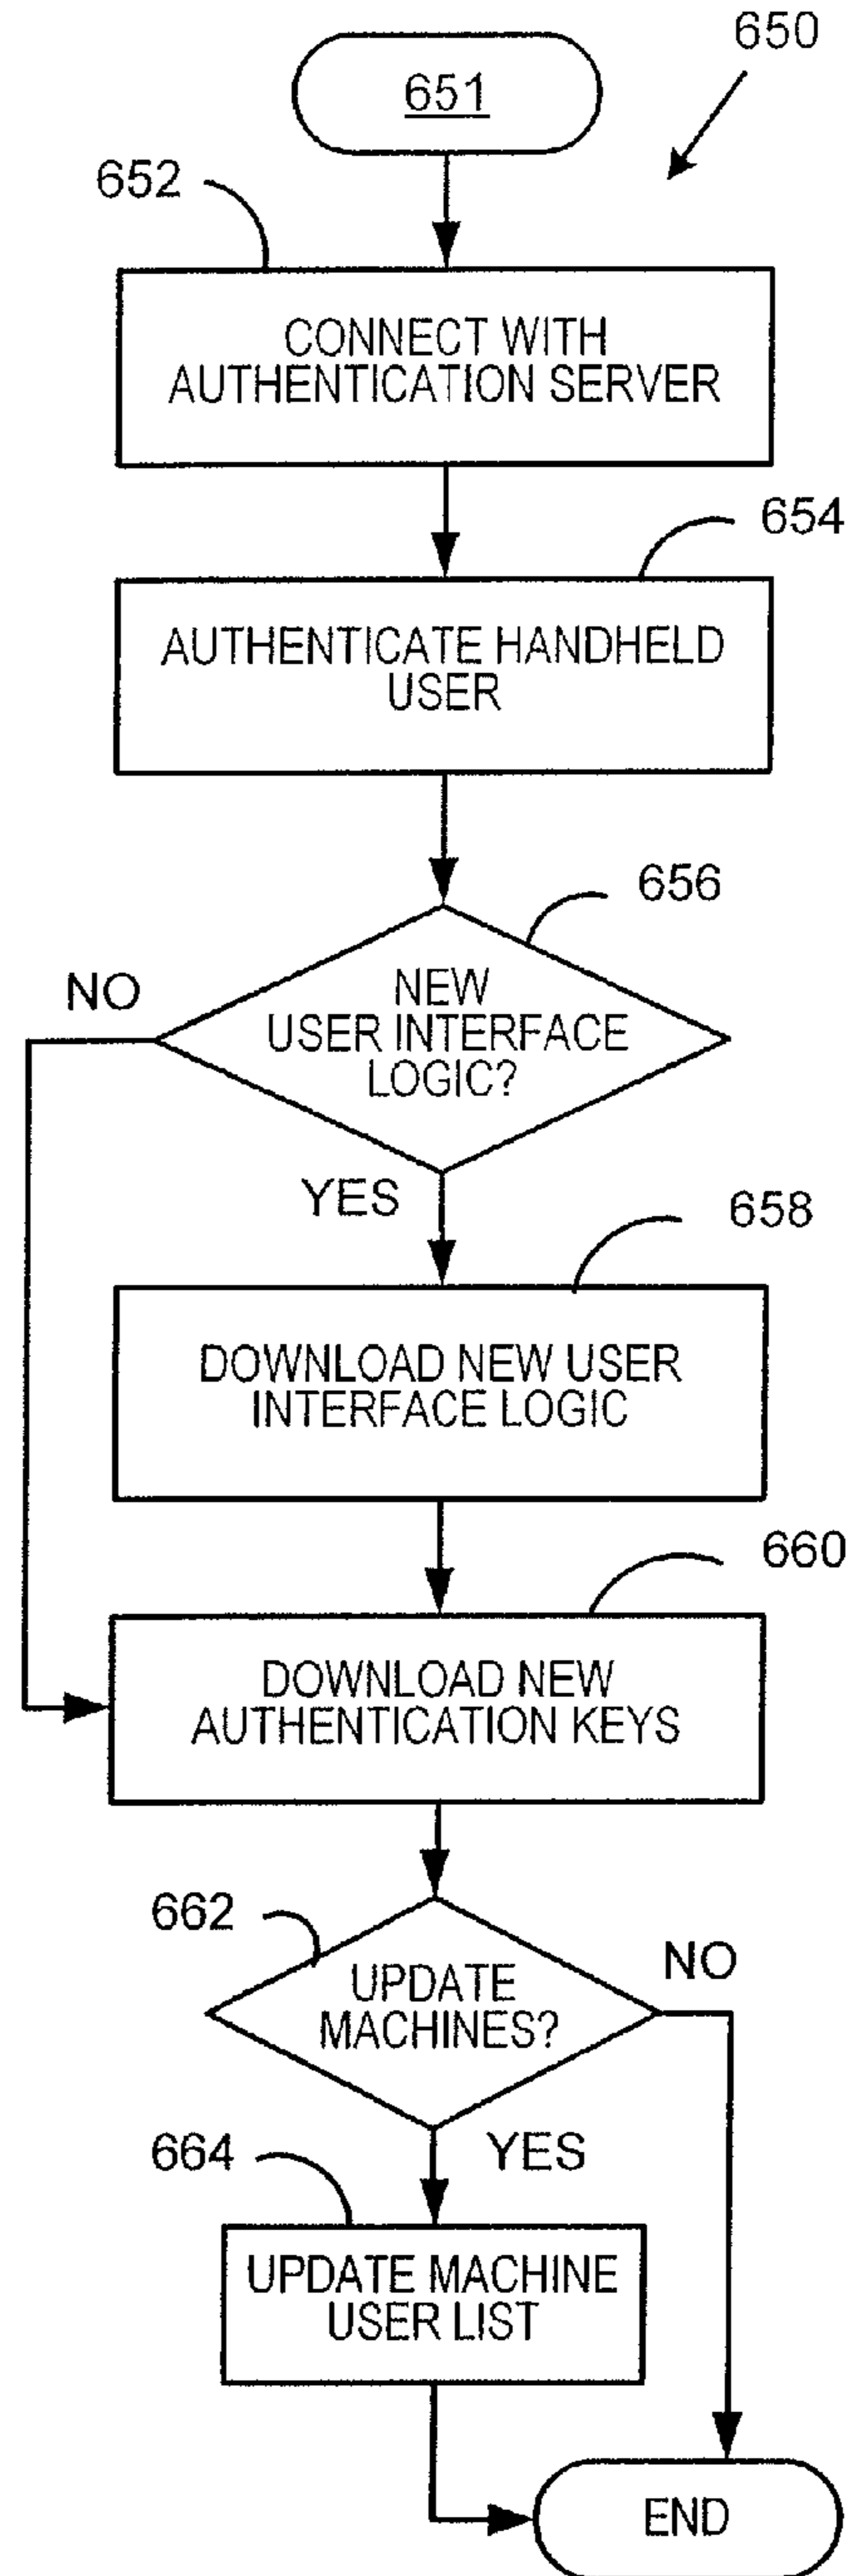 650
651
652
CONNECT WITH
AUTHENTICATION SERVER
654
AUTHENTICATE HANDHELD
USER
656
NO
NEW
USER INTERFACE
LOGIC?
YES
658
DOWNLOAD NEW USER
INTERFACE LOGIC
660
DOWNLOAD NEW
AUTHENTICATION KEYS
662
NO
UPDATE
MACHINES?
664
YES
UPDATE MACHINE
USER LIST
END